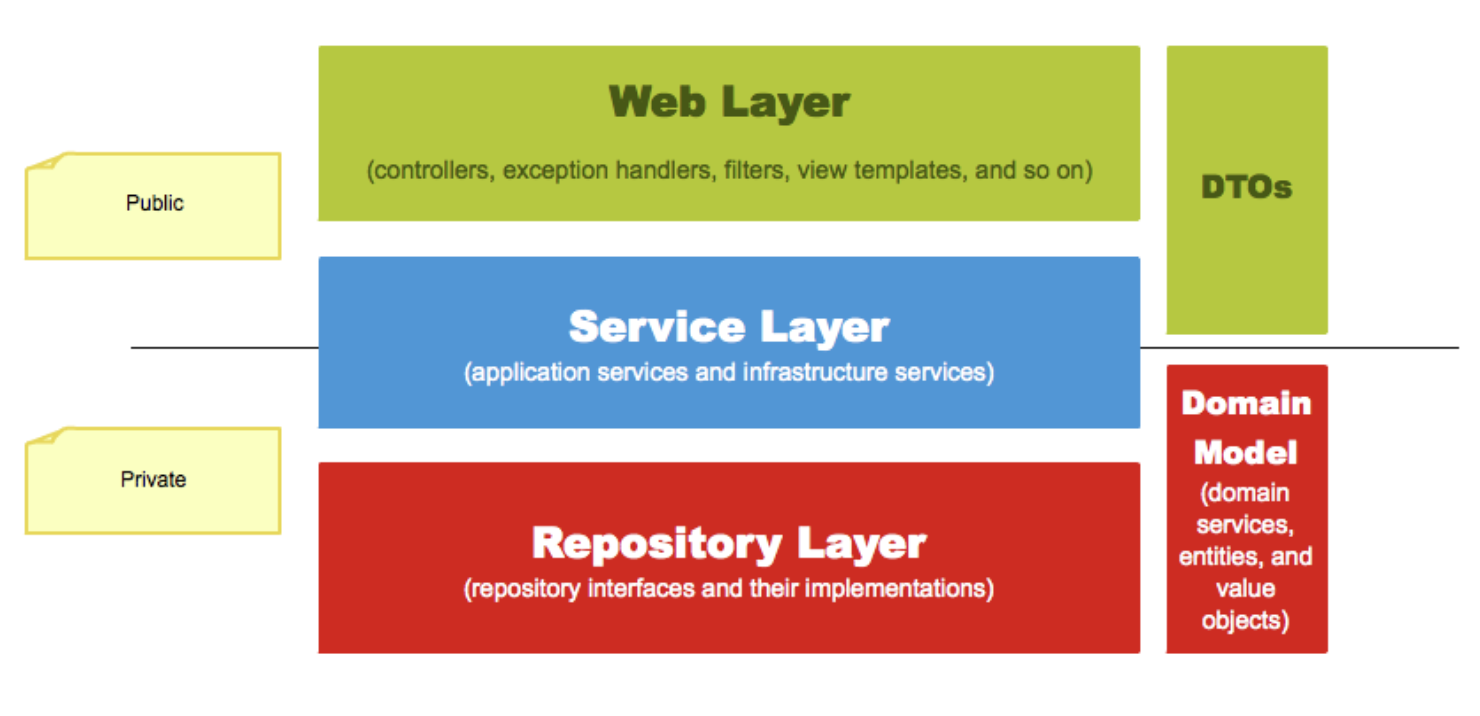 Web Layer
(controllers, exception handlers, filters, view templates, and so on)
DTOs
Public
Service Layer
(application services and infrastructure services)
Private
Repository Layer
(repository interfaces and their implementations)
Domain
Model
(domain
services,
entities, and
value
objects)